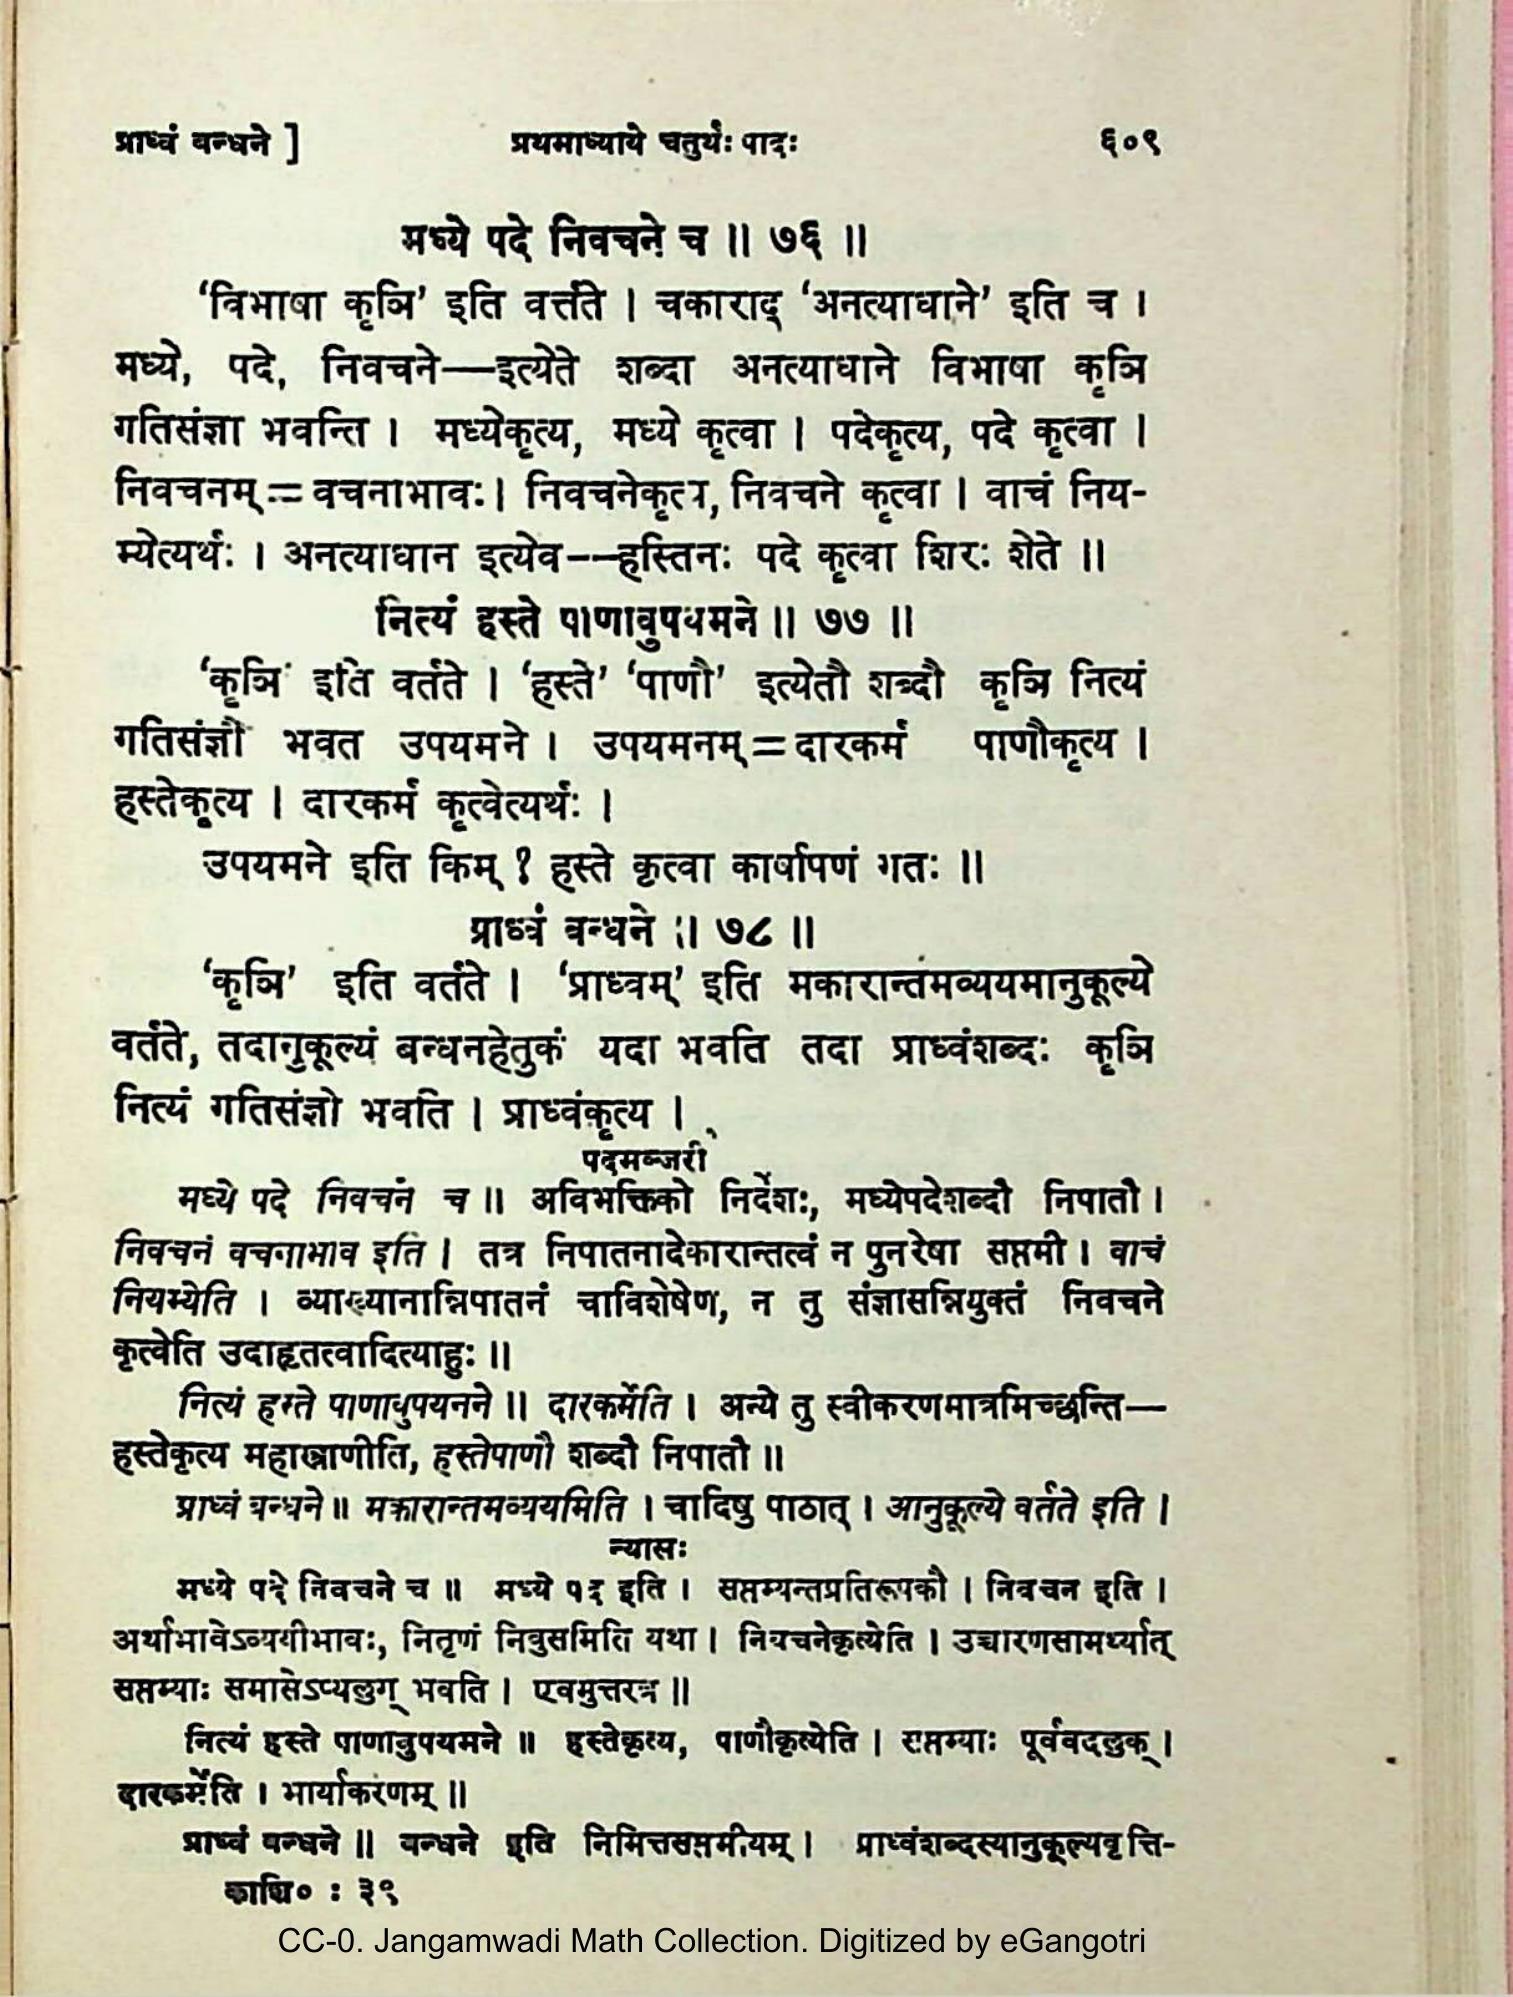 प्राध्वं बन्धने ]
प्रथमाध्याये चतुर्थः पादः
६०९
मध्ये पदे निवचने च ॥ ७६ ॥
‘विभाषा कृञि’ इति वर्त्तते । चकाराद् ‘अनत्याधाने’ इति च ।
मध्ये, पदे, निवचने—इत्येते शब्दा अनत्याधाने विभाषा कृञि
गतिसंज्ञा भवन्ति । मध्येकृत्य, मध्ये कृत्वा । पदेकृत्य, पदे कृत्वा ।
निवचनम् = वचनाभावः । निवचनेकृत्य, निवचने कृत्वा । वाचं निय-
म्येत्यर्थः । अनत्याधान इत्येव--हस्तिनः पदे कृत्वा शिरः शेते ॥
नित्यं हस्ते पाणावुपयमने ॥ ७७ ॥
‘कृञि’ इति वर्तते । ‘हस्ते’ ‘पाणौ’ इत्येतौ शब्दौ कृञि नित्यं
गतिसंज्ञौ भवत उपयमने । उपयमनम् = दारकर्म पाणौकृत्य ।
हस्तेकृत्य । दारकर्म कृत्वेत्यर्थः ।
उपयमने इति किम् ? हस्ते कृत्वा कार्षापणं गतः ॥
प्राध्वं बन्धने ॥ ७८ ॥
‘कृञि’ इति वर्तते । ‘प्राध्वम्’ इति मकारान्तमव्ययमानुकूल्ये
वर्तते, तदानुकूल्यं बन्धनहेतुकं यदा भवति तदा प्राध्वंशब्दः कृञि
नित्यं गतिसंज्ञो भवति । प्राध्वंकृत्य ।
पदमञ्जरी
मध्ये पदे निवचने च ॥ अविभक्तिको निर्देशः, मध्येपदेशब्दौ निपातौ ।
निवचनं वचनाभाव इति । तत्र निपातनादेकारान्तत्वं न पुनरेषा सप्तमी । वाचं
नियम्येति । व्याख्यानान्निपातनं चाविशेषेण, न तु संज्ञासन्नियुक्तं निवचने
कृत्वेति उदाहृतत्वादित्याहुः ॥
नित्यं हस्ते पाणावुपयनने ॥ दारकर्मेति । अन्ये तु स्वीकरणमात्रमिच्छन्ति—
हस्तेकृत्य महास्त्राणीति, हस्तेपाणौ शब्दौ निपातौ ॥
प्राध्वं बन्धने ॥ मकारान्तमव्ययमिति । चादिषु पाठात् । आनुकूल्ये वर्तते इति ।
न्यासः
मध्ये पदे निवचने च ॥ मध्ये पद इति । सप्तम्यन्तप्रतिरूपकौ । निवचन इति ।
अर्थाभावेऽव्ययीभावः, नितृणं निवुसमिति यथा । निवचनेकृत्येति । उच्चारणसामर्थ्यात्
सप्तम्याः समासेऽप्यलुग् भवति । एवमुत्तरत्र ॥
नित्यं हस्ते पाणावुपयमने ॥ हस्तेकृत्य, पाणौकृत्येति । सप्तम्याः पूर्ववदलुक् ।
दारकर्मेति । भार्याकरणम् ॥
प्राध्वं बन्धने ॥ बन्धने इति निमित्तसप्तमीयम् । प्राध्वंशब्दस्यानुकूल्यवृत्ति-
काशि० : ३९
CC-0. Jangamwadi Math Collection. Digitized by eGangotri